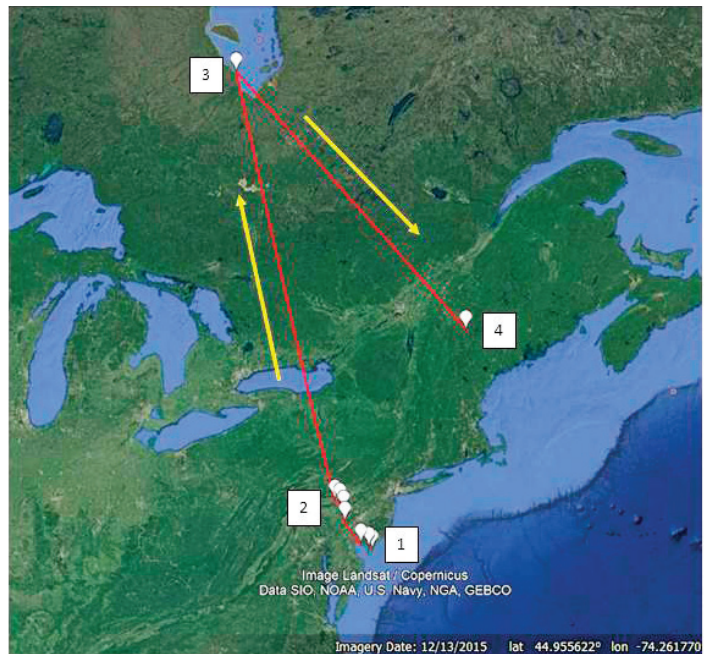 3
4
2
1
Image Landsat / Copernicus
Data SIO, NOAA, U.S. Navy, NGA, GEBCO
Imagery Date: 12/13/2015 lat 44.955622° lon -74.261770